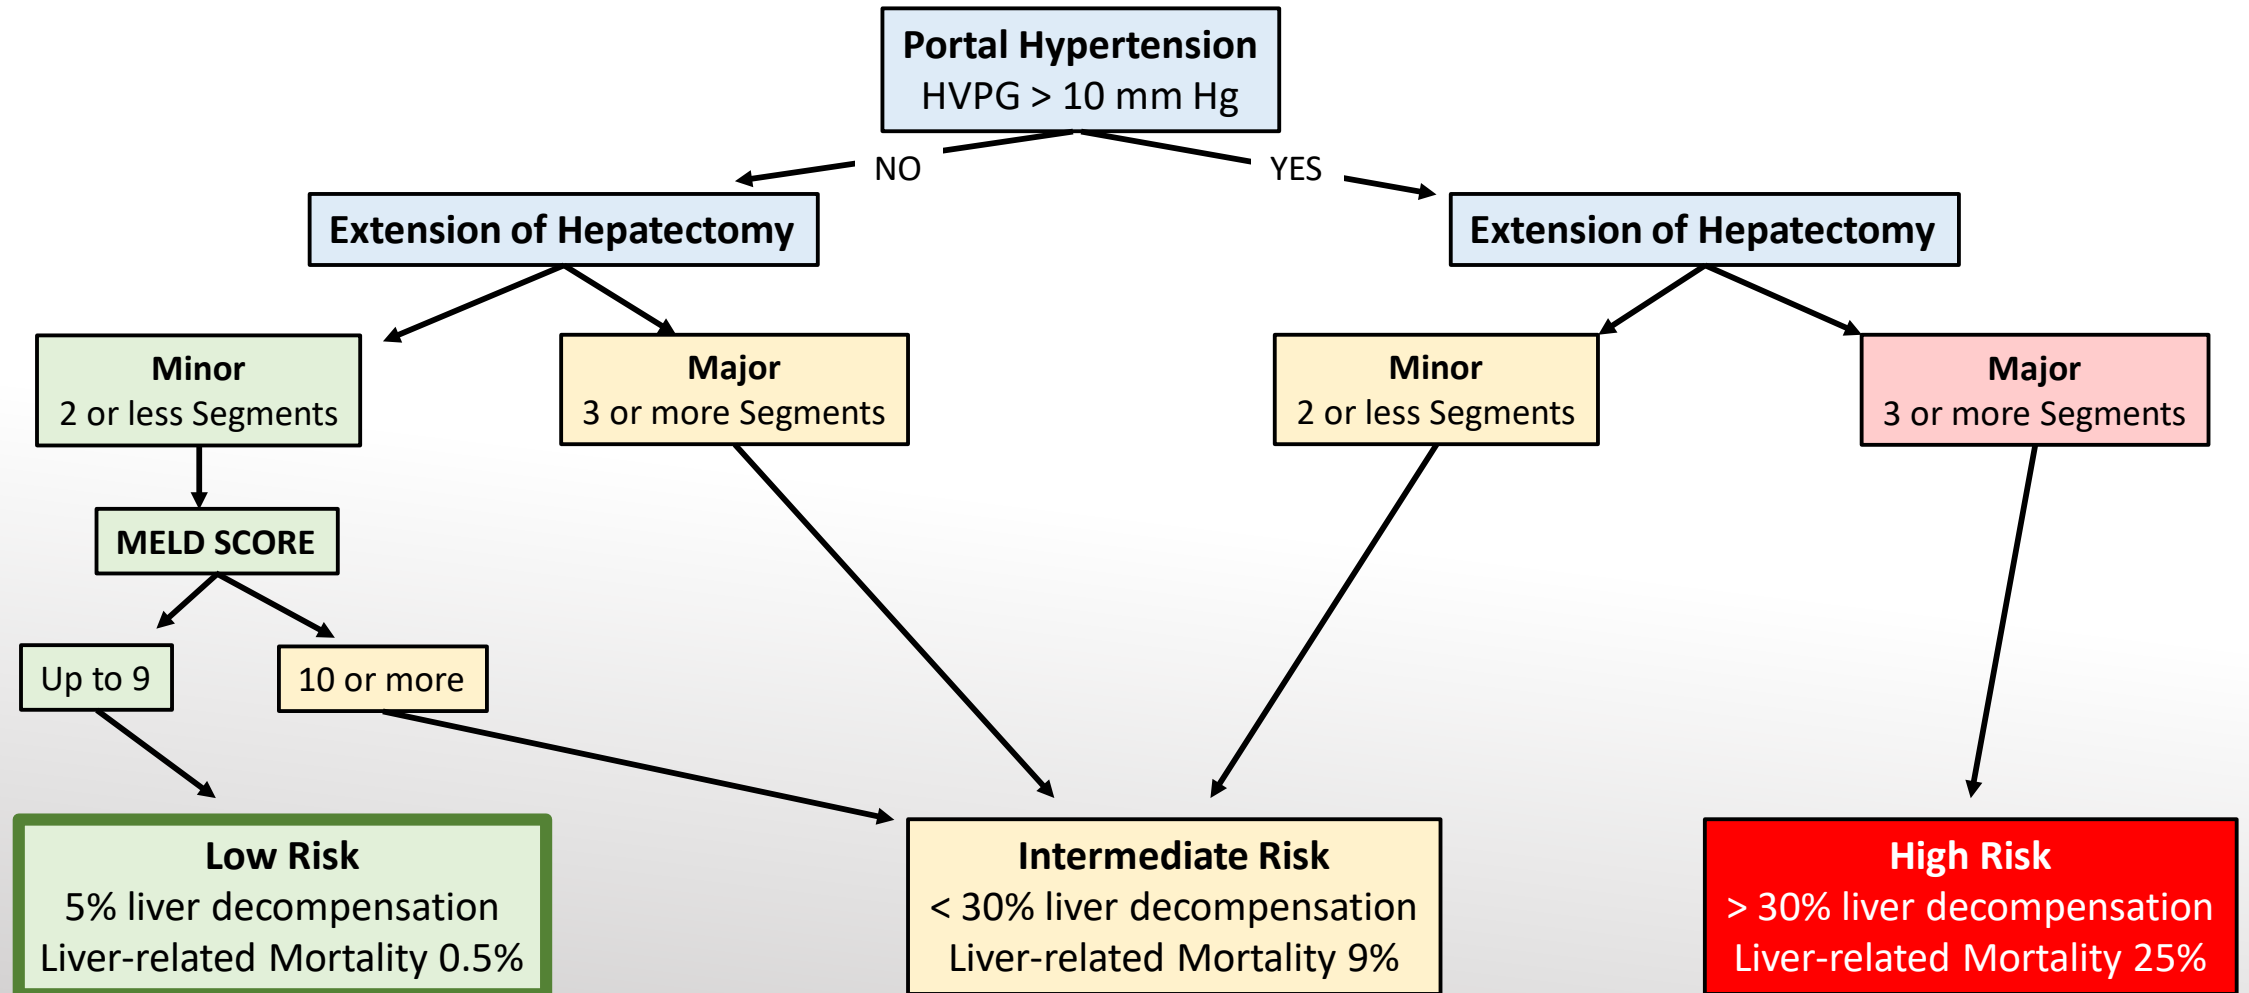 Portal Hypertension
HVPG > 10 mm Hg
NO
YES
Extension of Hepatectomy
Extension of Hepatectomy
Minor
2 or less Segments
Major
3 or more Segments
Minor
2 or less Segments
Major
3 or more Segments
MELD SCORE
Up to 9
10 or more
Low Risk
5% liver decompensation
Liver-related Mortality 0.5%
Intermediate Risk
< 30% liver decompensation
Liver-related Mortality 9%
High Risk
> 30% liver decompensation
Liver-related Mortality 25%